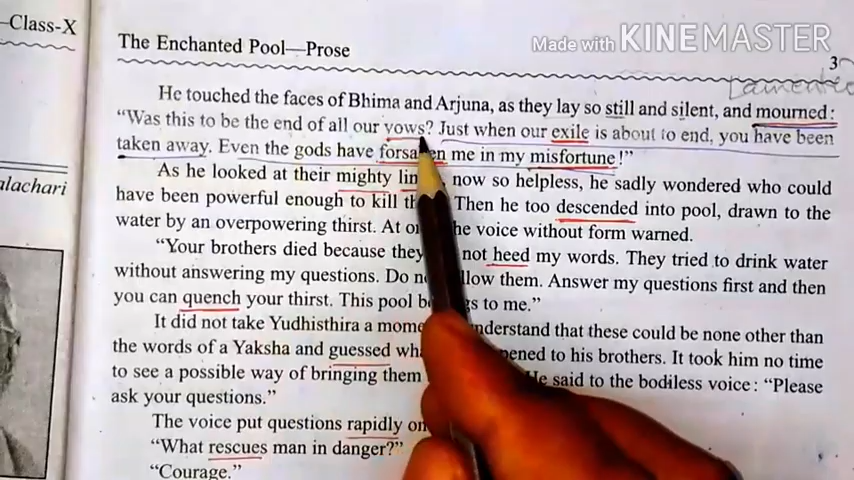 –Class-X
Made with KINEMASTER
The Enchanted Pool—Prose
3
Lamented
He touched the faces of Bhima and Arjuna, as they lay so still and silent, and mourned:
"Was this to be the end of all our vows? Just when our exile is about to end, you have been
taken away. Even the gods have forsaken me in my misfortune!"
alachari
As he looked at their mighty now so helpless, he sadly wondered who could
have been powerful enough to kill Then he too descended into pool, drawn to the
water by an overpowering thirst. At voice without form warned.
"Your brothers died because they not heed my words. They tried to drink water
without answering my questions. Do them. Answer my questions first and then
you can quench your thirst. This pool to me."
It did not take Yudhisthira a understand that these could be none other than
the words of a Yaksha and guessed to his brothers. It took him no time
to see a possible way of bringing them He said to the bodiless voice: "Please
ask your questions."
The voice put questions rapidly
"What rescues man in danger?"
"Courage."